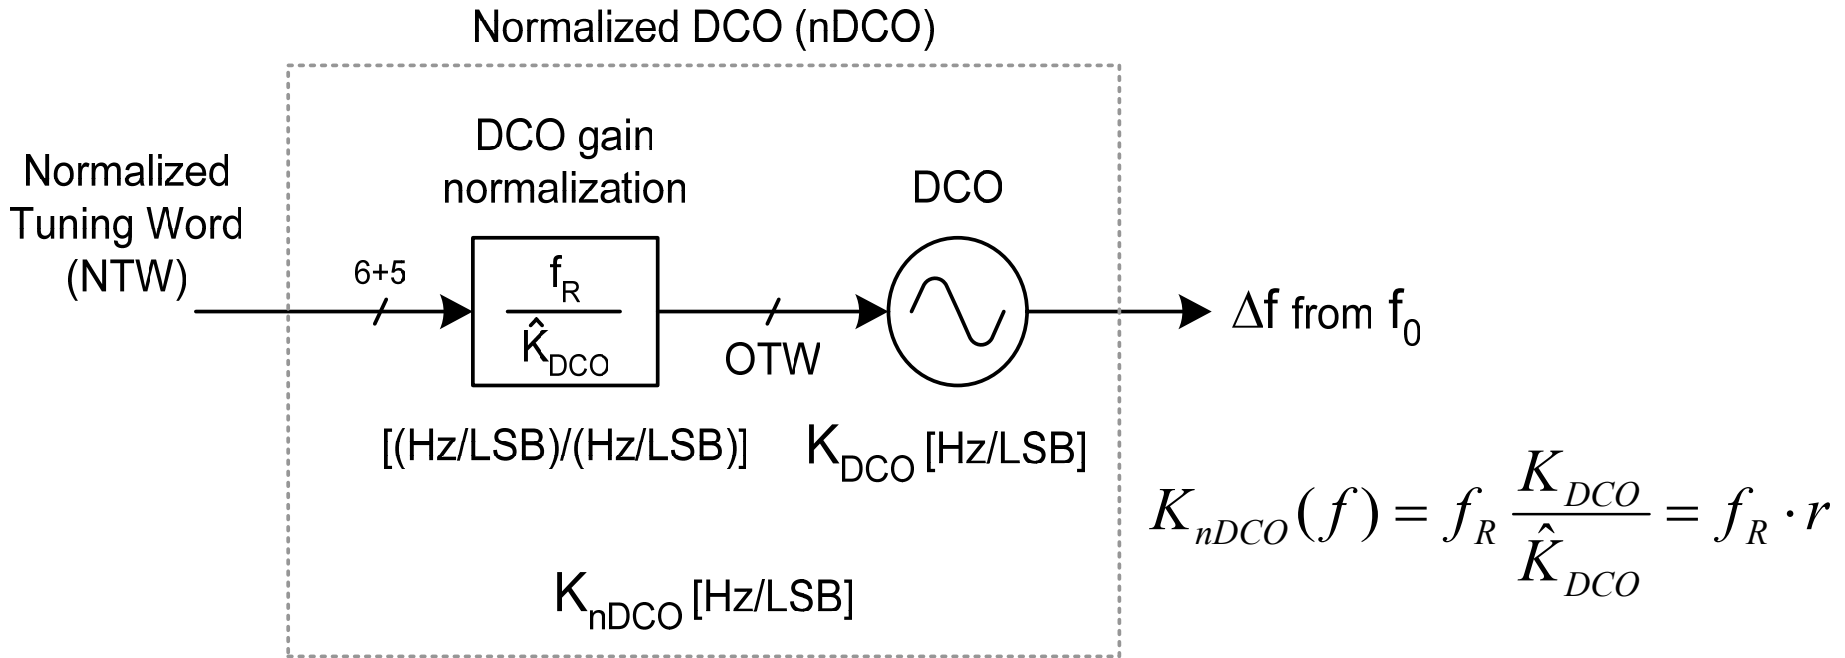 Normalized DCO (nDCO)
DCO gain
normalization
DCO
Normalized
Tuning Word
(NTW)
6+5
f_R
K̂_DCO
OTW
Δf from f_0
[(Hz/LSB)/(Hz/LSB)]
K_DCO [Hz/LSB]
K_nDCO(f) = f_R K_DCO / K̂_DCO = f_R · r
K_nDCO [Hz/LSB]